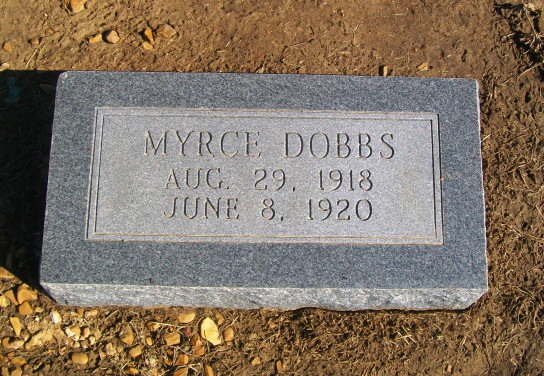 MYRCE DOBBS
AUG. 29, 1918
JUNE 8, 1920